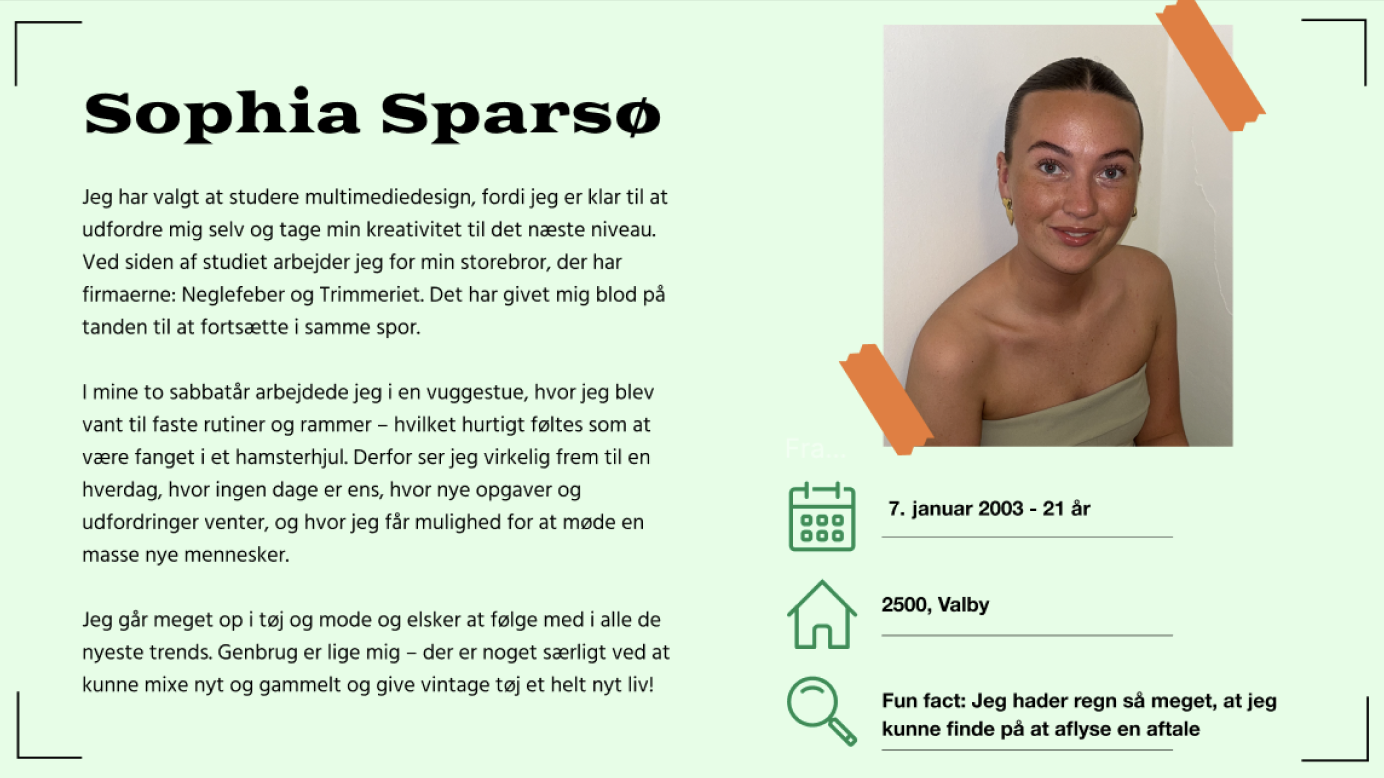 Sophia Sparsø
Jeg har valgt at studere multimediedesign, fordi jeg er klar til at
udfordre mig selv og tage min kreativitet til det næste niveau.
Ved siden af studiet arbejder jeg for min storebror, der har
firmaerne: Neglefeber og Trimmeriet. Det har givet mig blod på
tanden til at fortsætte i samme spor.
I mine to sabbatår arbejdede jeg i en vuggestue, hvor jeg blev
vant til faste rutiner og rammer – hvilket hurtigt føltes som at
være fanget i et hamsterhjul. Derfor ser jeg virkelig frem til en
hverdag, hvor ingen dage er ens, hvor nye opgaver og
udfordringer venter, og hvor jeg får mulighed for at møde en
masse nye mennesker.
Jeg går meget op i tøj og mode og elsker at følge med i alle de
nyeste trends. Genbrug er lige mig – der er noget særligt ved at
kunne mixe nyt og gammelt og give vintage tøj et helt nyt liv!
Fra
7. januar 2003 - 21 år
2500, Valby
Fun fact: Jeg hader regn så meget, at jeg
kunne finde på at aflyse en aftale